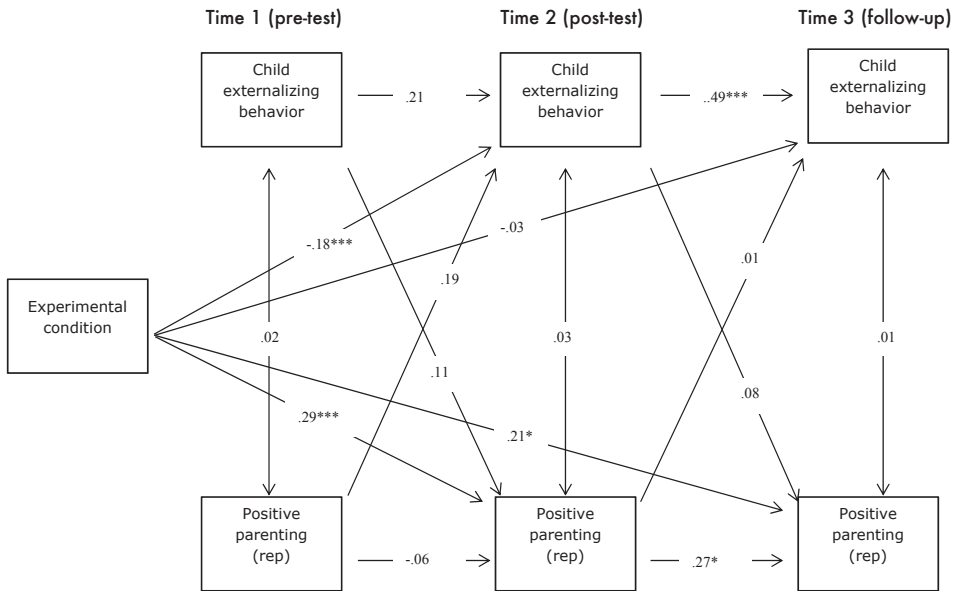 Time 1 (pre-test)
Time 2 (post-test)
Time 3 (follow-up)
Child
externalizing
behavior
.21
Child
externalizing
behavior
..49***
Child
externalizing
behavior
-.18***
-.03
.19
.01
Experimental
condition
.02
.03
.01
.11
.08
.29***
.21*
Positive
parenting
(rep)
-.06
Positive
parenting
(rep)
.27*
Positive
parenting
(rep)